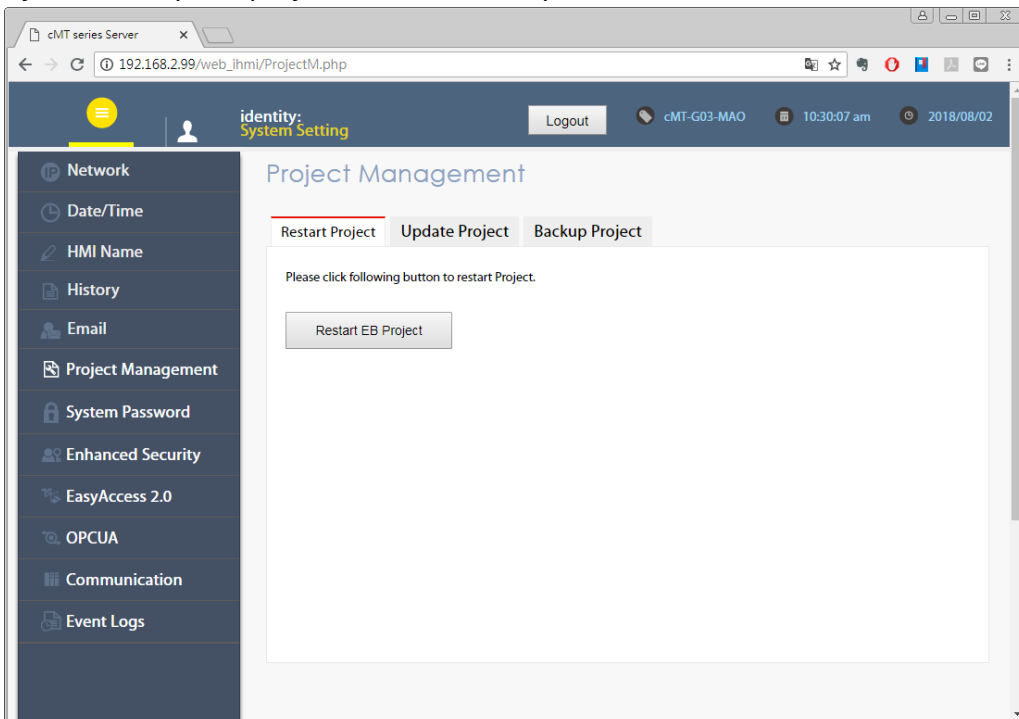 cMT series Server
192.168.2.99/web_ihmi/ProjectM.php
identity:
System Setting
Logout
cMT-G03-MAO
10:30:07 am
2018/08/02
Network
Date/Time
HMI Name
History
Email
Project Management
System Password
Enhanced Security
EasyAccess 2.0
OPCUA
Communication
Event Logs
Project Management
Restart Project Update Project Backup Project
Please click following button to restart Project.
Restart EB Project